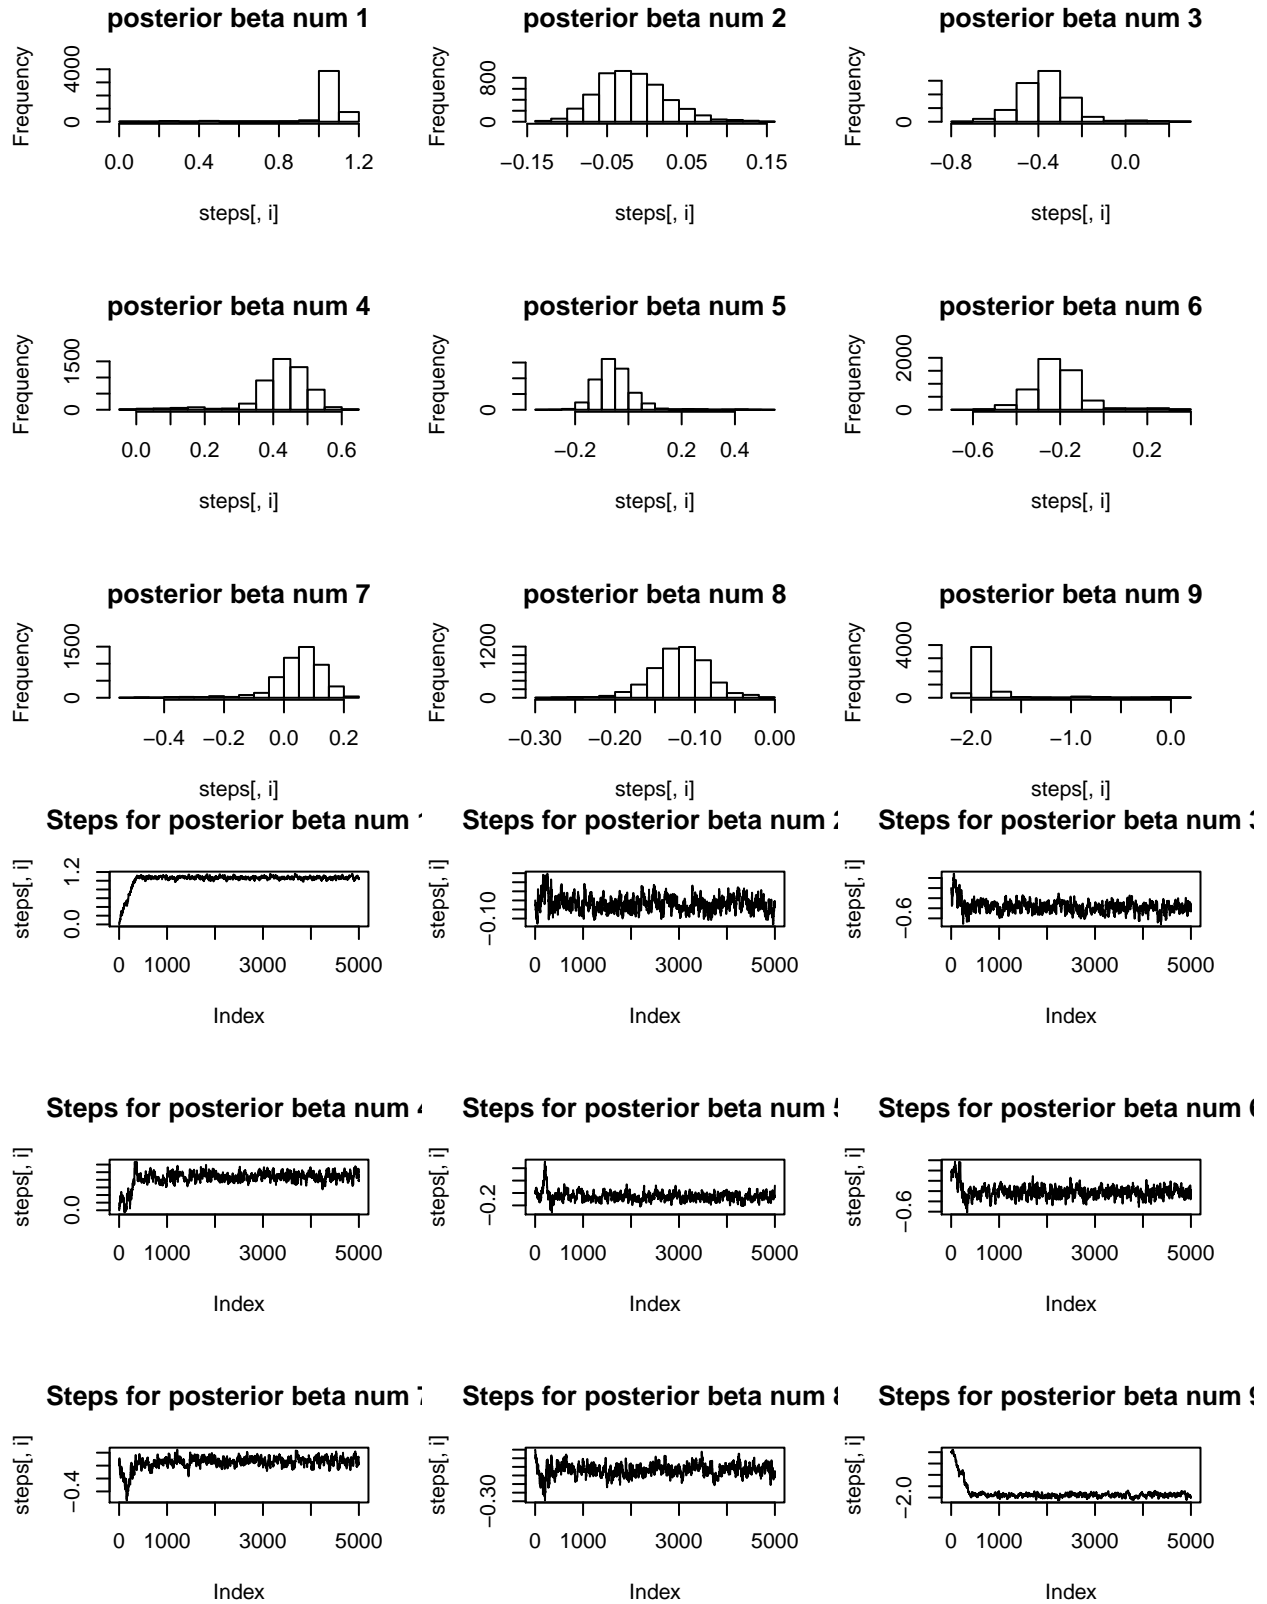 posterior beta num 1
posterior beta num 2
posterior beta num 3
Frequency
0 4000
0.0 0.4 0.8 1.2
steps[, i]
Frequency
0 800
−0.15 −0.05 0.05 0.15
steps[, i]
Frequency
0
−0.8 −0.4 0.0
steps[, i]
posterior beta num 4
posterior beta num 5
posterior beta num 6
Frequency
0 1500
0.0 0.2 0.4 0.6
steps[, i]
Frequency
0
−0.2 0.2 0.4
steps[, i]
Frequency
0 2000
−0.6 −0.2 0.2
steps[, i]
posterior beta num 7
posterior beta num 8
posterior beta num 9
Frequency
0 1500
−0.4 −0.2 0.0 0.2
steps[, i]
Frequency
0 1200
−0.30 −0.20 −0.10 0.00
steps[, i]
Frequency
0 4000
−2.0 −1.0 0.0
steps[, i]
Steps for posterior beta num 1
Steps for posterior beta num 2
Steps for posterior beta num 3
steps[, i]
0.0 1.2
0 1000 3000 5000
Index
steps[, i]
−0.10
0 1000 3000 5000
Index
steps[, i]
−0.6
0 1000 3000 5000
Index
Steps for posterior beta num 4
Steps for posterior beta num 5
Steps for posterior beta num 6
steps[, i]
0.0
0 1000 3000 5000
Index
steps[, i]
−0.2
0 1000 3000 5000
Index
steps[, i]
−0.6
0 1000 3000 5000
Index
Steps for posterior beta num 7
Steps for posterior beta num 8
Steps for posterior beta num 9
steps[, i]
−0.4
0 1000 3000 5000
Index
steps[, i]
−0.30
0 1000 3000 5000
Index
steps[, i]
−2.0
0 1000 3000 5000
Index